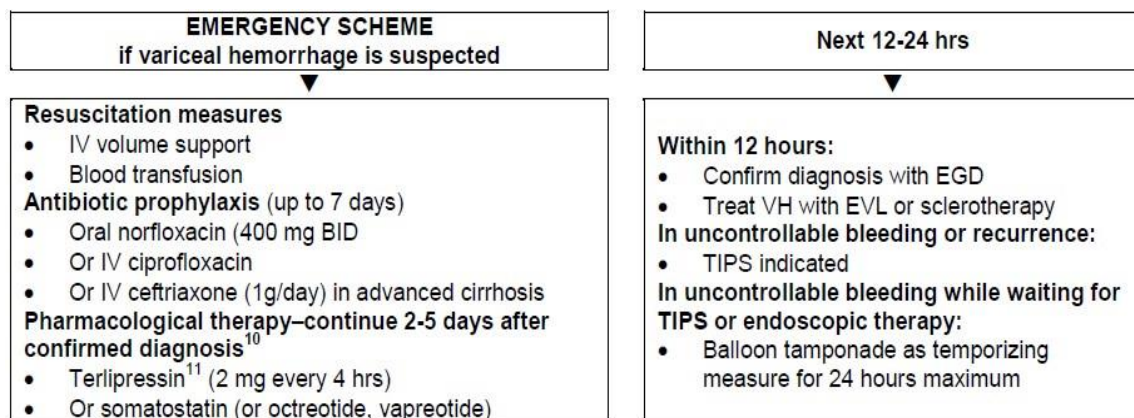 EMERGENCY SCHEME
if variceal hemorrhage is suspected
Resuscitation measures
• IV volume support
• Blood transfusion
Antibiotic prophylaxis (up to 7 days)
• Oral norfloxacin (400 mg BID
• Or IV ciprofloxacin
• Or IV ceftriaxone (1g/day) in advanced cirrhosis
Pharmacological therapy–continue 2-5 days after
confirmed diagnosis¹⁰
• Terlipressin¹¹ (2 mg every 4 hrs)
• Or somatostatin (or octreotide, vapreotide)
Next 12-24 hrs
Within 12 hours:
• Confirm diagnosis with EGD
• Treat VH with EVL or sclerotherapy
In uncontrollable bleeding or recurrence:
• TIPS indicated
In uncontrollable bleeding while waiting for
TIPS or endoscopic therapy:
• Balloon tamponade as temporizing
measure for 24 hours maximum